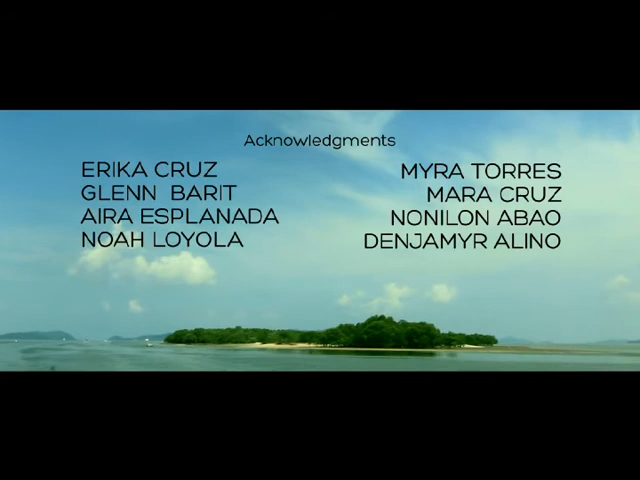 Acknowledgments
ERIKA CRUZ
GLENN BARIT
AIRA ESPLANADA
NOAH LOYOLA
MYRA TORRES
MARA CRUZ
NONILON ABAO
DENJAMYR ALINO